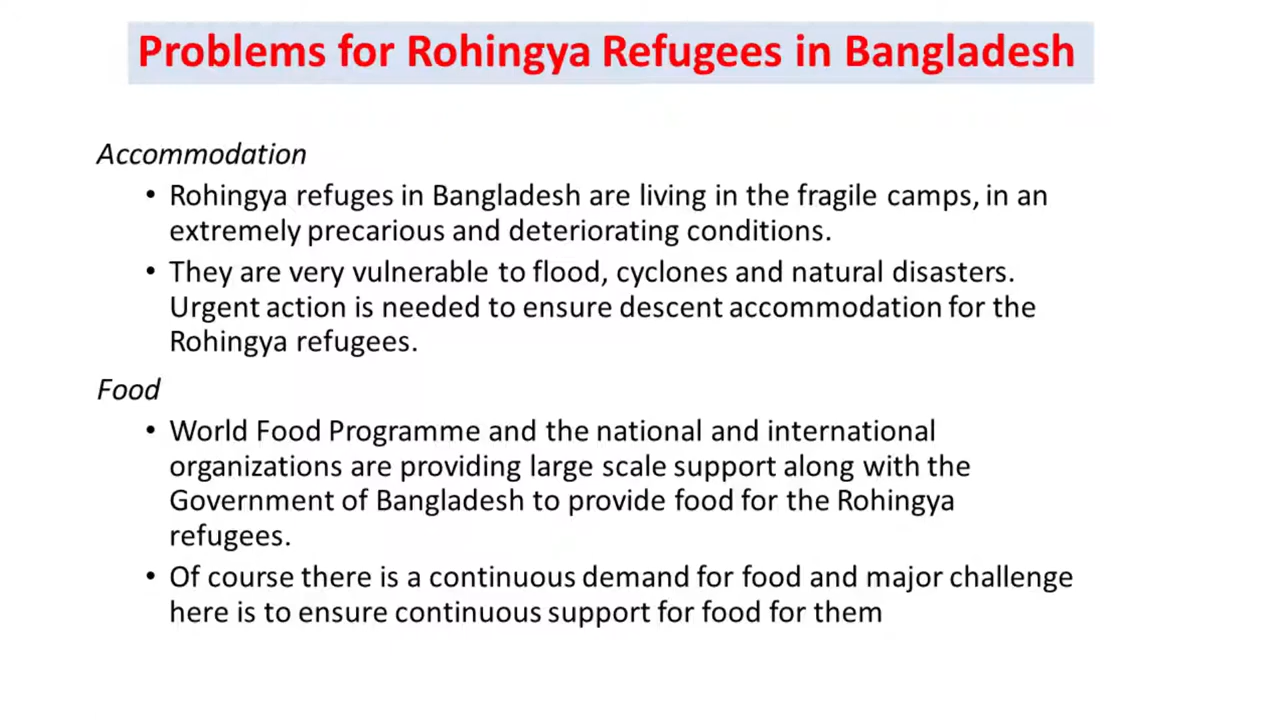 Problems for Rohingya Refugees in Bangladesh
Accommodation
• Rohingya refuges in Bangladesh are living in the fragile camps, in an
extremely precarious and deteriorating conditions.
• They are very vulnerable to flood, cyclones and natural disasters.
Urgent action is needed to ensure descent accommodation for the
Rohingya refugees.
Food
• World Food Programme and the national and international
organizations are providing large scale support along with the
Government of Bangladesh to provide food for the Rohingya
refugees.
• Of course there is a continuous demand for food and major challenge
here is to ensure continuous support for food for them